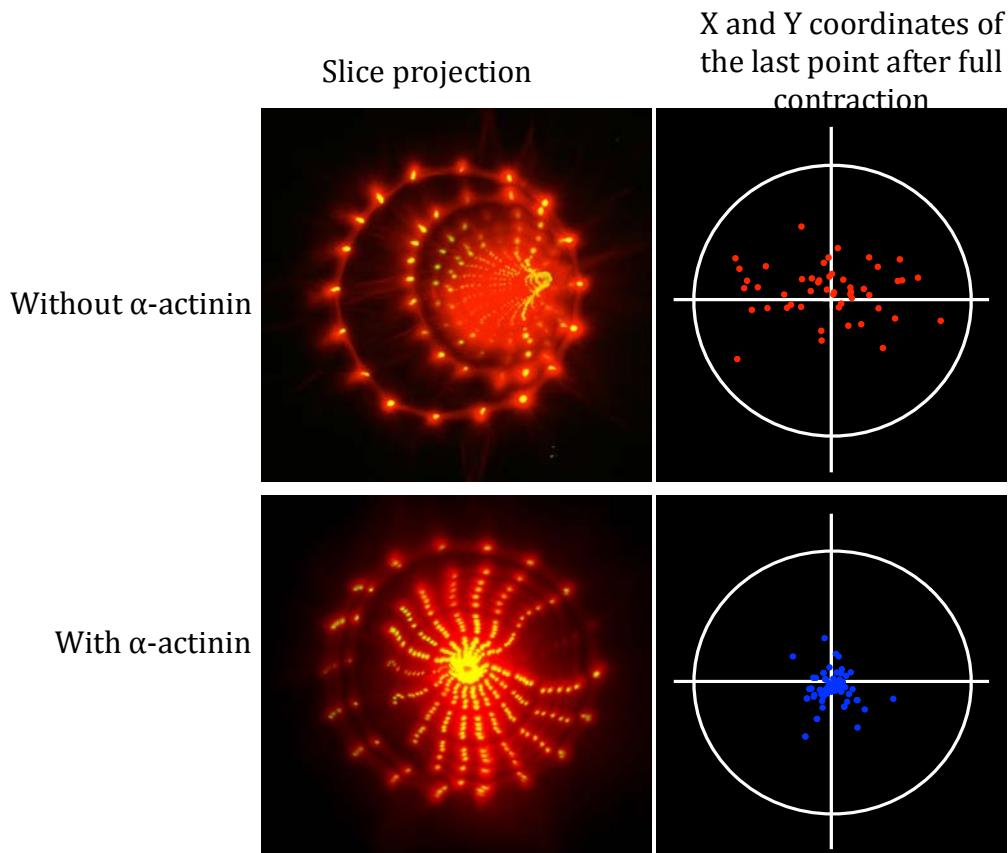 Slice projection
X and Y coordinates of
the last point after full
contraction
Without α-actinin
With α-actinin